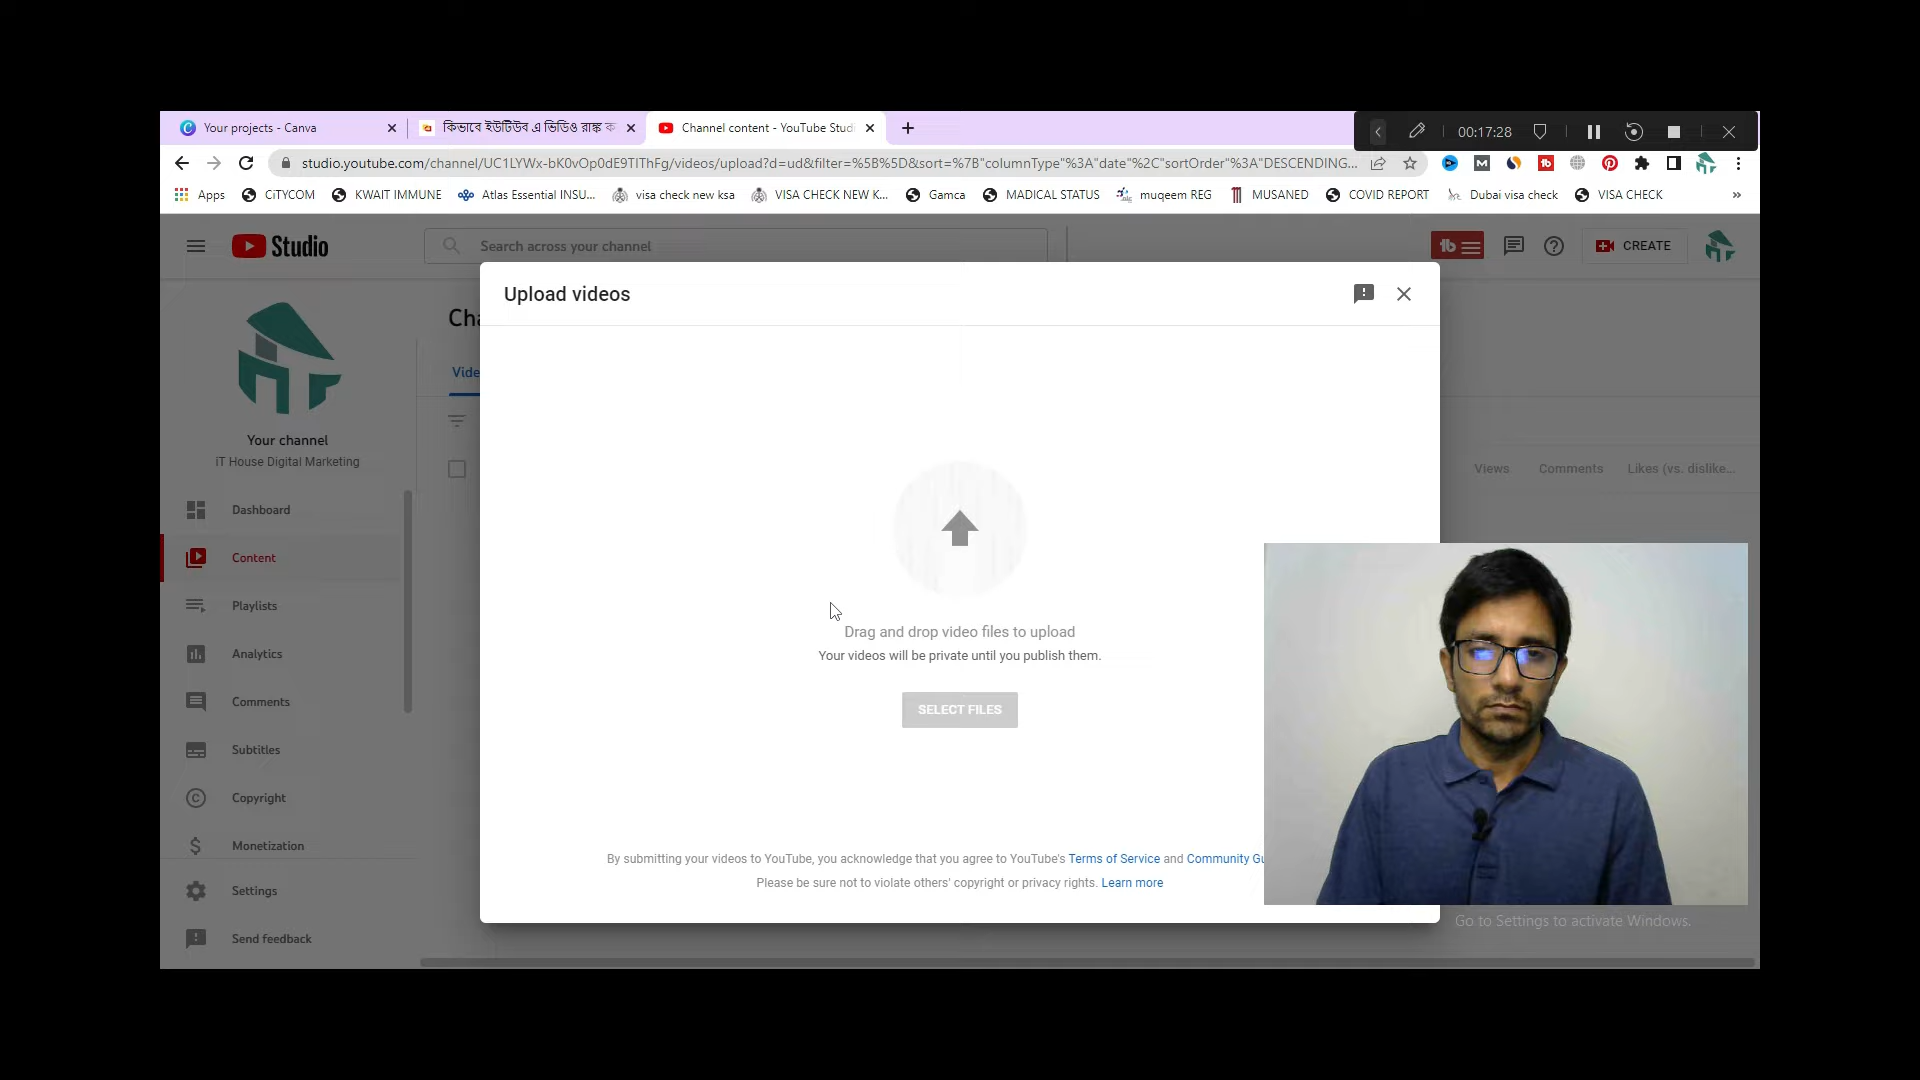 Your projects - Canva
কিভাবে ইউটিউব এ ভিডিও রাঙ্ক ক
Channel content - YouTube Stud
00:17:28
studio.youtube.com/channel/UC1LYWx-bK0vOp0dE9TIThFg/videos/upload?d=ud&filter=%5B%5D&sort=%7B"columnType"%3A"date"%2C"sortOrder"%3A"DESCENDING...
Apps
CiTYCOM
KWAIT IMMUNE
Atlas Essential INSU...
visa check new ksa
VISA CHECK NEW K...
Gamca
MADICAL STATUS
muqeem REG
MUSANED
COVID REPORT
Dubai visa check
VISA CHECK
Studio
Search across your channel
CREATE
Upload videos
Cha
Vide
Your channel
iT House Digital Marketing
Views
Comments
Likes (vs. dislike...
Dashboard
Content
Playlists
Analytics
Comments
Subtitles
Copyright
Monetization
Settings
Send feedback
Drag and drop video files to upload
Your videos will be private until you publish them.
SELECT FILES
By submitting your videos to YouTube, you acknowledge that you agree to YouTube's Terms of Service and Community Gu
Please be sure not to violate others' copyright or privacy rights. Learn more
Go to Settings to activate Windows.